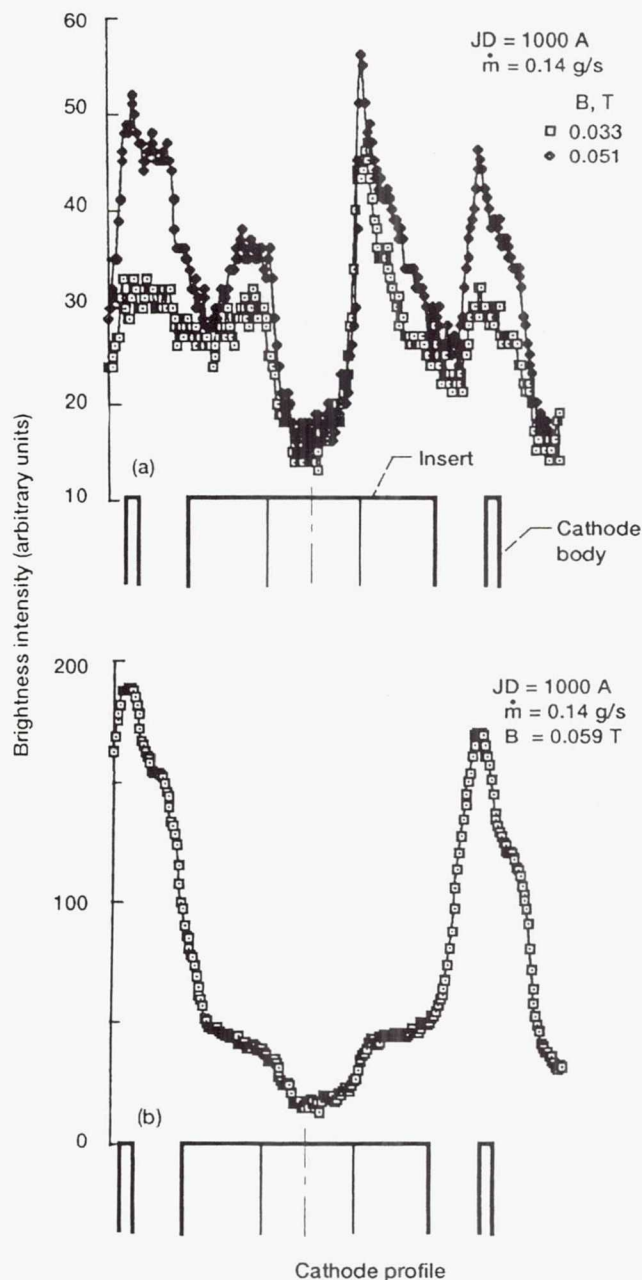 Brightness intensity (arbitrary units)
60
50
40
30
20
10
JD = 1000 A
ṁ = 0.14 g/s
B, T
0.033
0.051
(a)
Insert
Cathode
body
200
100
0
JD = 1000 A
ṁ = 0.14 g/s
B = 0.059 T
(b)
Cathode profile